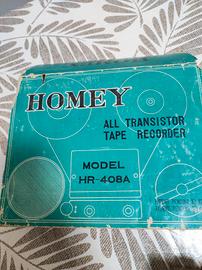 HOMEY
ALL TRANSISTOR
TAPE RECORDER
MODEL
HR-408A